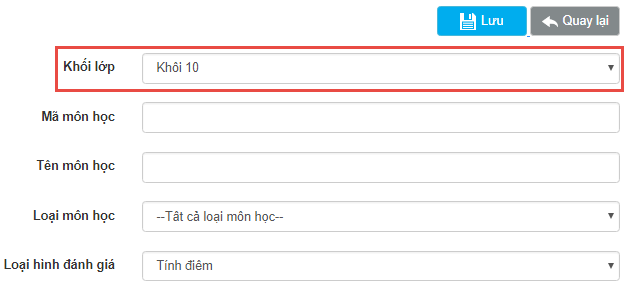 Lưu Quay lại
Khối lớp Khối 10
Mã môn học
Tên môn học
Loại môn học --Tất cả loại môn học--
Loại hình đánh giá Tính điểm